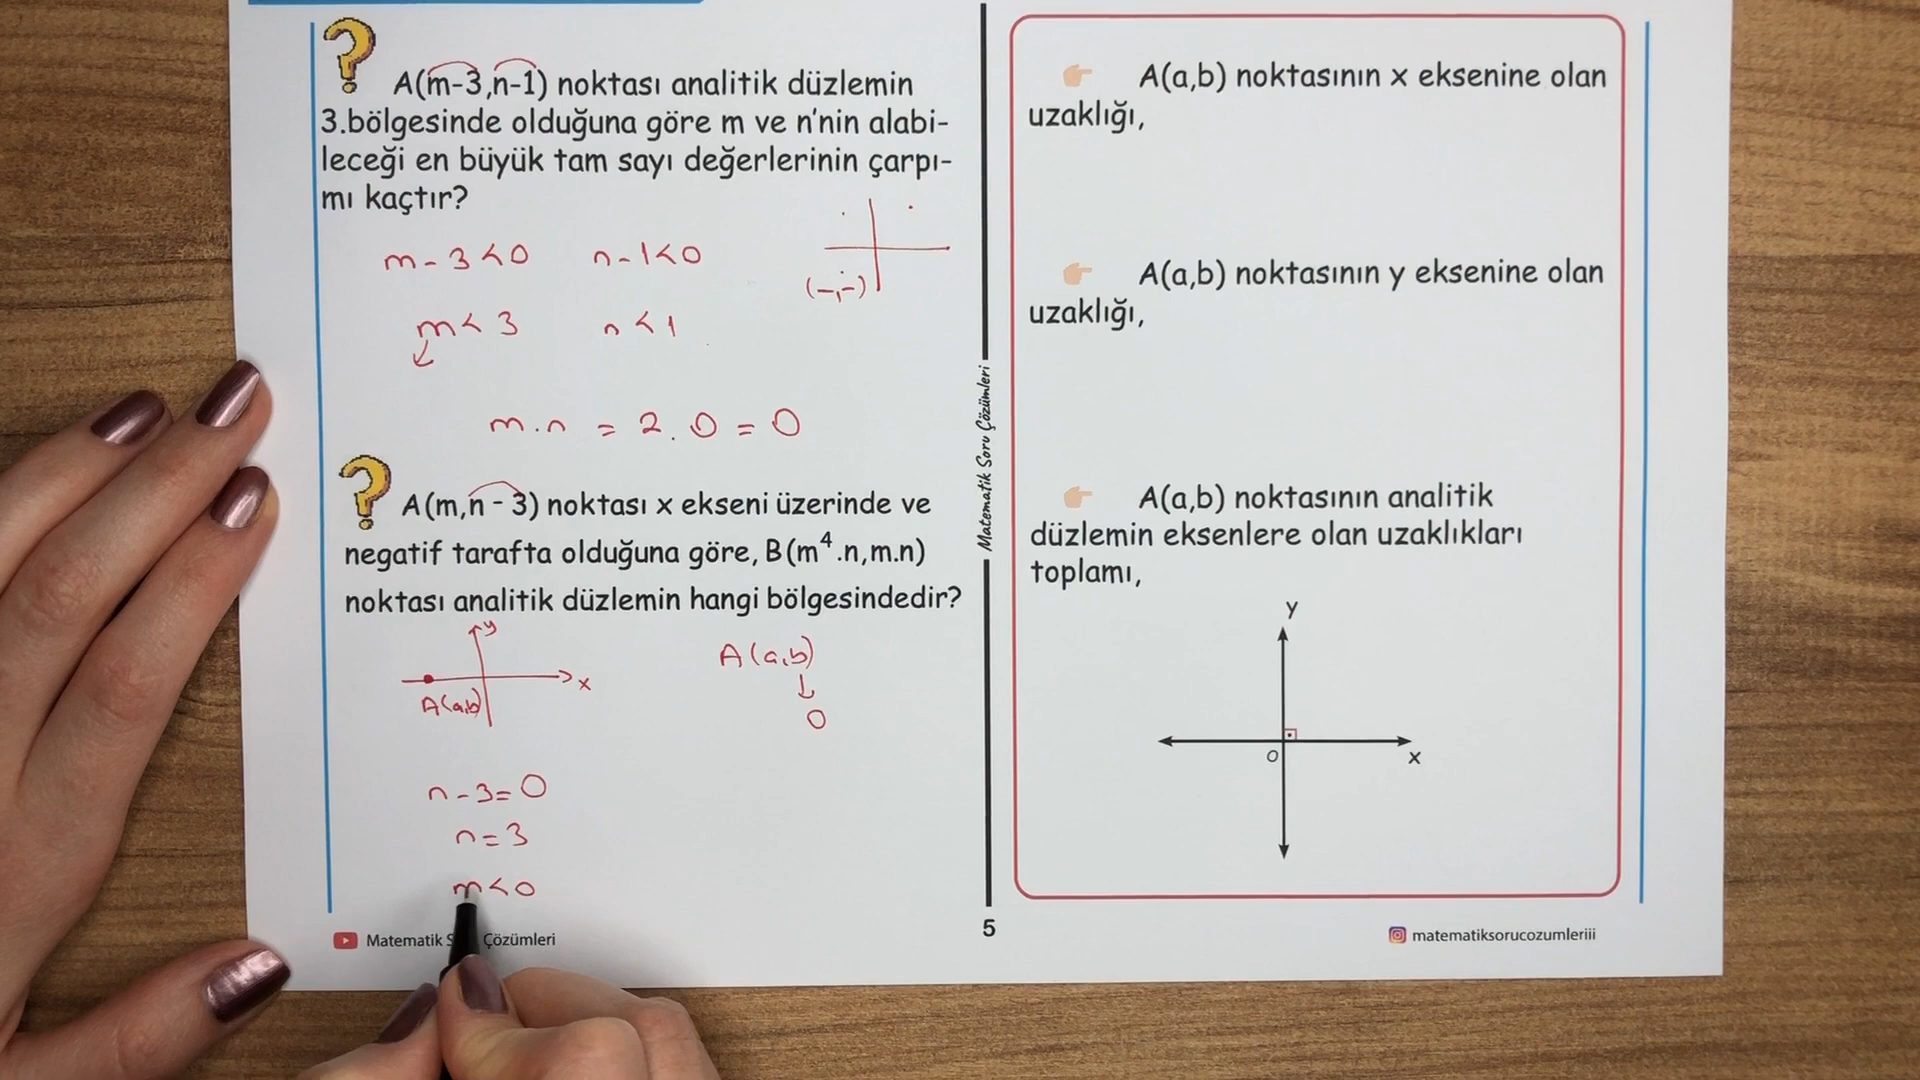 A(m-3,n-1) noktası analitik düzlemin
3.bölgesinde olduğuna göre m ve n'nin alabi-
leceği en büyük tam sayı değerlerinin çarpı-
mı kaçtır?
m-3<0 n-1<0
(-,-)
m<3 n<1
m.n = 2.0 = 0
A(m,n-3) noktası x ekseni üzerinde ve
negatif tarafta olduğuna göre, B(m⁴.n,m.n)
noktası analitik düzlemin hangi bölgesindedir?
y
x
A(a,b)
A(a,b)
↓
0
n-3=0
n=3
m<0
Matematik S Çözümleri
Matematik Soru Çözümleri
5
A(a,b) noktasının x eksenine olan
uzaklığı,
A(a,b) noktasının y eksenine olan
uzaklığı,
A(a,b) noktasının analitik
düzlemin eksenlere olan uzaklıkları
toplamı,
y
O
x
matematiksorucozumleriii